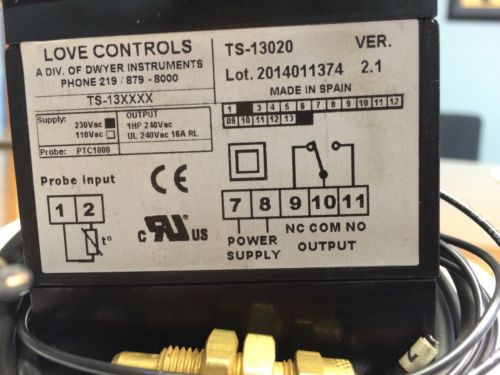 LOVE CONTROLS
A DIV. OF DWYER INSTRUMENTS
PHONE 219 / 879 - 8000
TS-13XXXX
TS-13020 VER.
Lot. 2014011374 2.1
MADE IN SPAIN
1 3 4 5 6 7 8 9 10 11 12
09 10 11 12 13
Supply: 230Vac
110Vac
OUTPUT
1HP 240Vac
UL 240Vac 16A RL
Probe: PTC1000
Probe input
1 2
t°
CE
c RU US
7 8 9 10 11
POWER SUPPLY
NC COM NO
OUTPUT